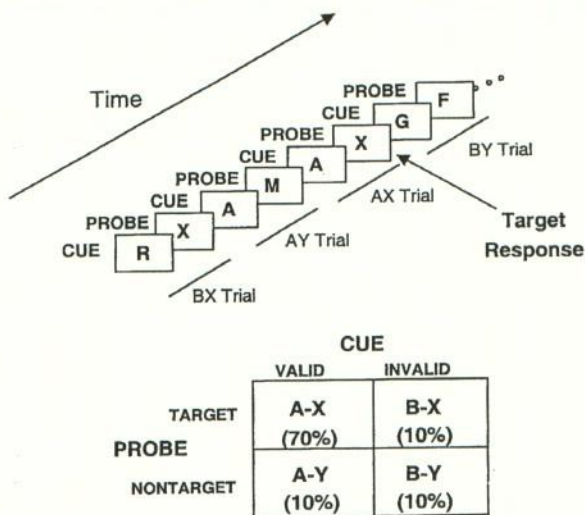 Time
PROBE F
CUE G
PROBE X
CUE A
PROBE M
CUE A
PROBE X
CUE R
BY Trial
AX Trial
AY Trial
BX Trial
Target
Response
CUE
VALID INVALID
TARGET A-X B-X
(70%) (10%)
PROBE
NONTARGET A-Y B-Y
(10%) (10%)